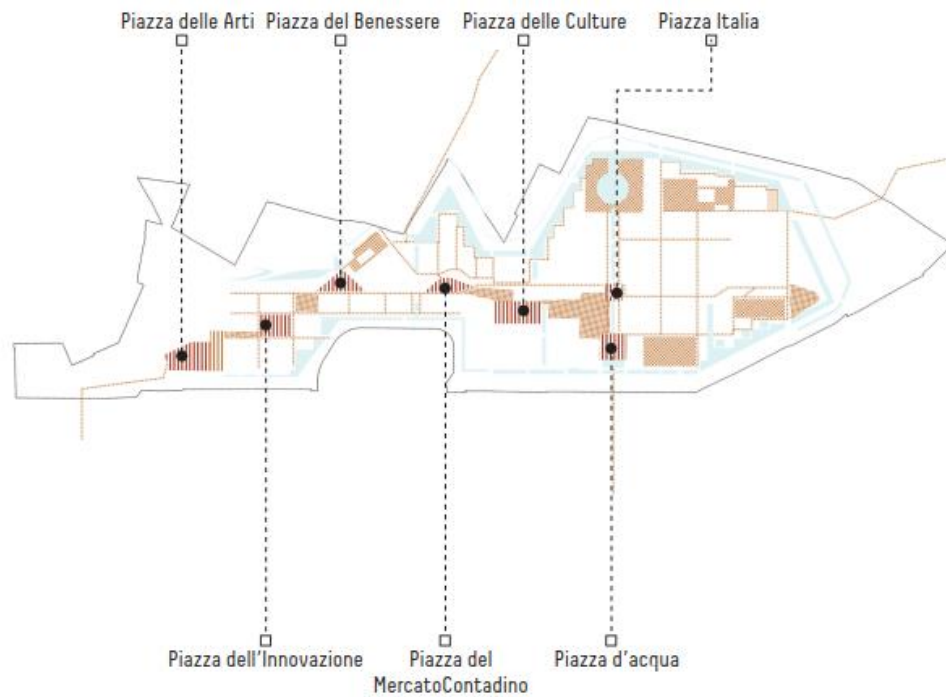 Piazza delle Arti
Piazza del Benessere
Piazza delle Culture
Piazza Italia
Piazza dell'Innovazione
Piazza del
MercatoContadino
Piazza d'acqua